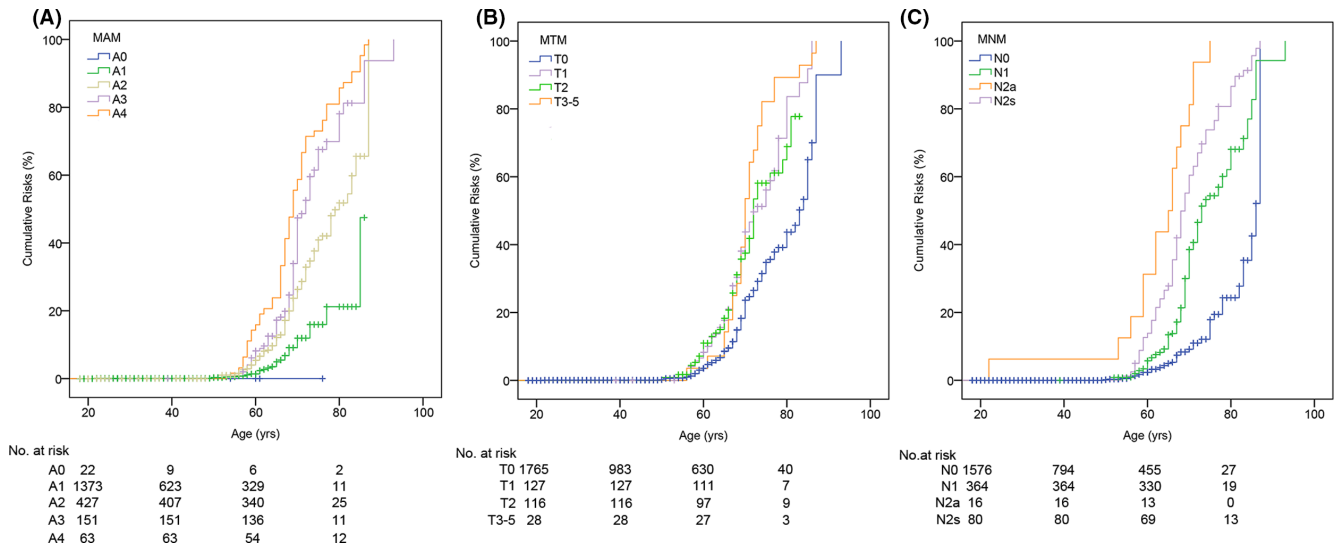 (A)
MAM
A0
A1
A2
A3
A4
Cumulative Risks (%)
100
80
60
40
20
0
20 40 60 80 100
Age (yrs)
No. at risk
A0 22 9 6 2
A1 1373 623 329 11
A2 427 407 340 25
A3 151 151 136 11
A4 63 63 54 12
(B)
MTM
T0
T1
T2
T3-5
Cumulative Risks (%)
100
80
60
40
20
0
20 40 60 80 100
Age (yrs)
No. at risk
T0 1765 983 630 40
T1 127 127 111 7
T2 116 116 97 9
T3-5 28 28 27 3
(C)
MNM
N0
N1
N2a
N2s
Cumulative Risks (%)
100
80
60
40
20
0
20 40 60 80 100
Age (yrs)
No.at risk
N0 1576 794 455 27
N1 364 364 330 19
N2a 16 16 13 0
N2s 80 80 69 13